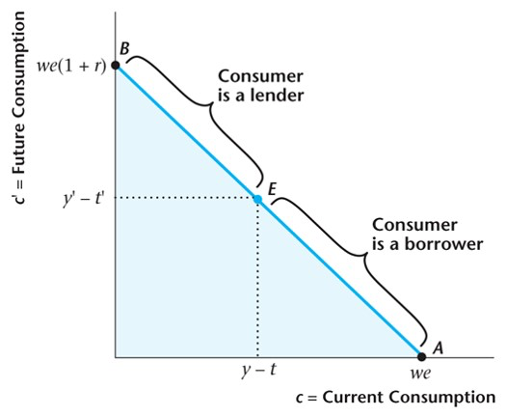 c' = Future Consumption
B
we(1 + r)
Consumer
is a lender
E
y' – t'
Consumer
is a borrower
A
y – t
we
c = Current Consumption